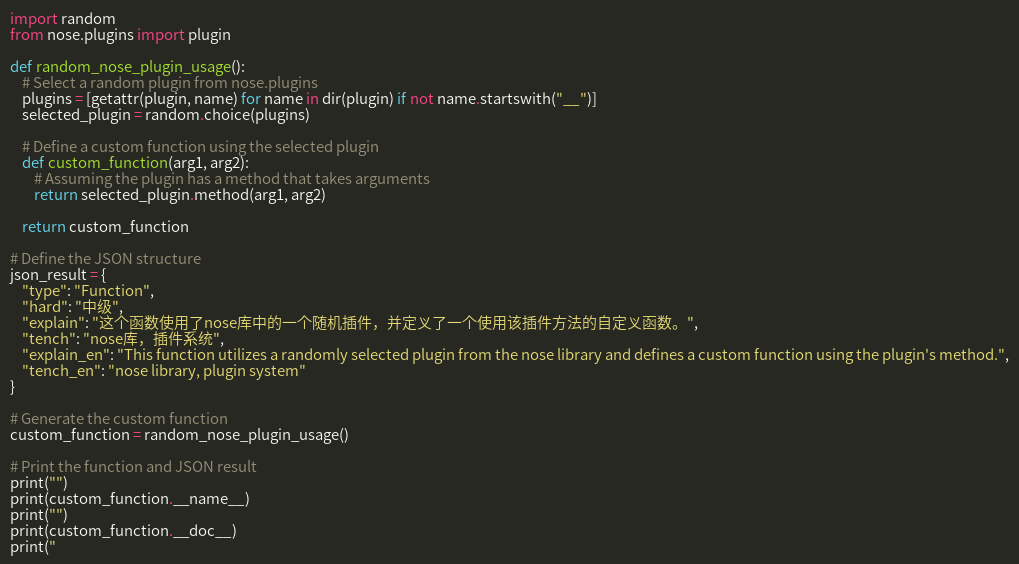 import random
from nose.plugins import plugin

def random_nose_plugin_usage():
    # Select a random plugin from nose.plugins
    plugins = [getattr(plugin, name) for name in dir(plugin) if not name.startswith("__")]
    selected_plugin = random.choice(plugins)

    # Define a custom function using the selected plugin
    def custom_function(arg1, arg2):
        # Assuming the plugin has a method that takes arguments
        return selected_plugin.method(arg1, arg2)

    return custom_function

# Define the JSON structure
json_result = {
    "type": "Function",
    "hard": "中级",
    "explain": "这个函数使用了nose库中的一个随机插件，并定义了一个使用该插件方法的自定义函数。",
    "tench": "nose库，插件系统",
    "explain_en": "This function utilizes a randomly selected plugin from the nose library and defines a custom function using the plugin's method.",
    "tench_en": "nose library, plugin system"
}

# Generate the custom function
custom_function = random_nose_plugin_usage()

# Print the function and JSON result
print("")
print(custom_function.__name__)
print("")
print(custom_function.__doc__)
print("